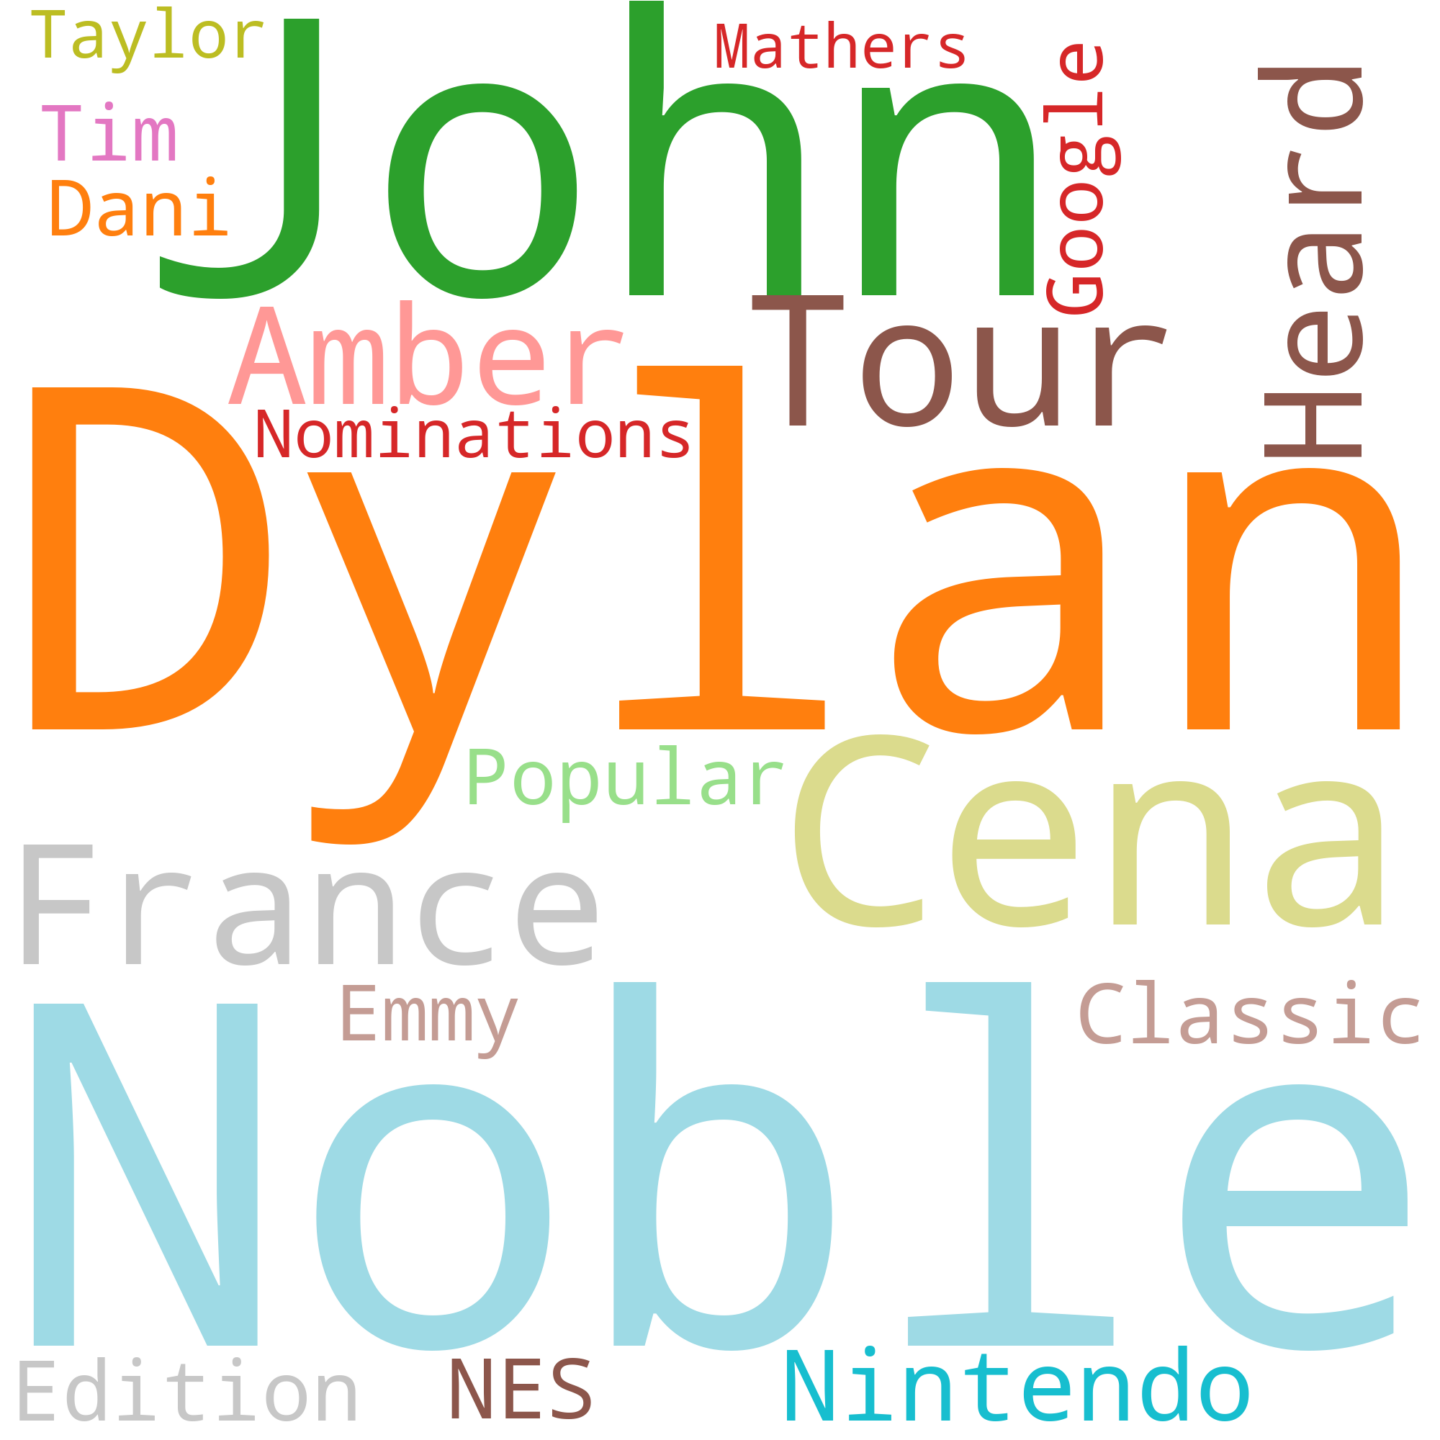 Taylor
John
Mathers
Google
Heard
Tim
Dani
Amber
Tour
Nominations
Dylan
Popular
Cena
France
Emmy
Classic
Noble
Edition
NES
Nintendo